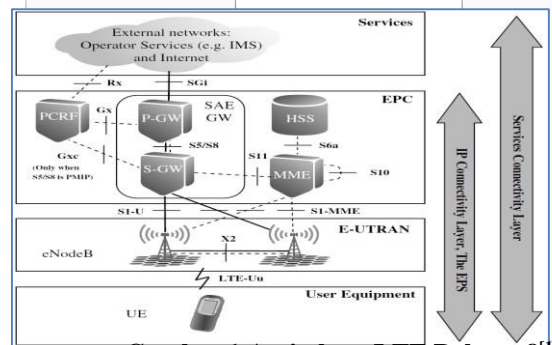 Services
External networks:
Operator Services (e.g. IMS)
and Internet
Rx
SGi
EPC
PCRF
Gx
P-GW
SAE
GW
HSS
Gxc
(Only when
S5/S8 is PMIP)
S5/S8
S6a
S-GW
S11
MME
S10
S1-U
S1-MME
E-UTRAN
X2
eNodeB
LTE-Uu
User Equipment
UE
IP Connectivity Layer, The EPS
Services Connectivity Layer